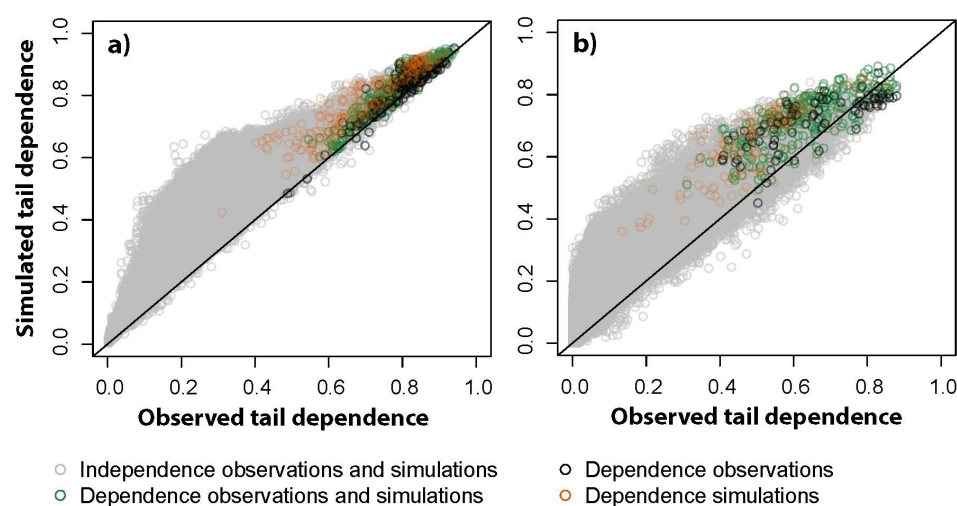 a)
b)
Simulated tail dependence
0.0 0.2 0.4 0.6 0.8 1.0
0.0 0.2 0.4 0.6 0.8 1.0
0.0 0.2 0.4 0.6 0.8 1.0
0.0 0.2 0.4 0.6 0.8 1.0
Observed tail dependence
Observed tail dependence
Independence observations and simulations
Dependence observations
Dependence observations and simulations
Dependence simulations